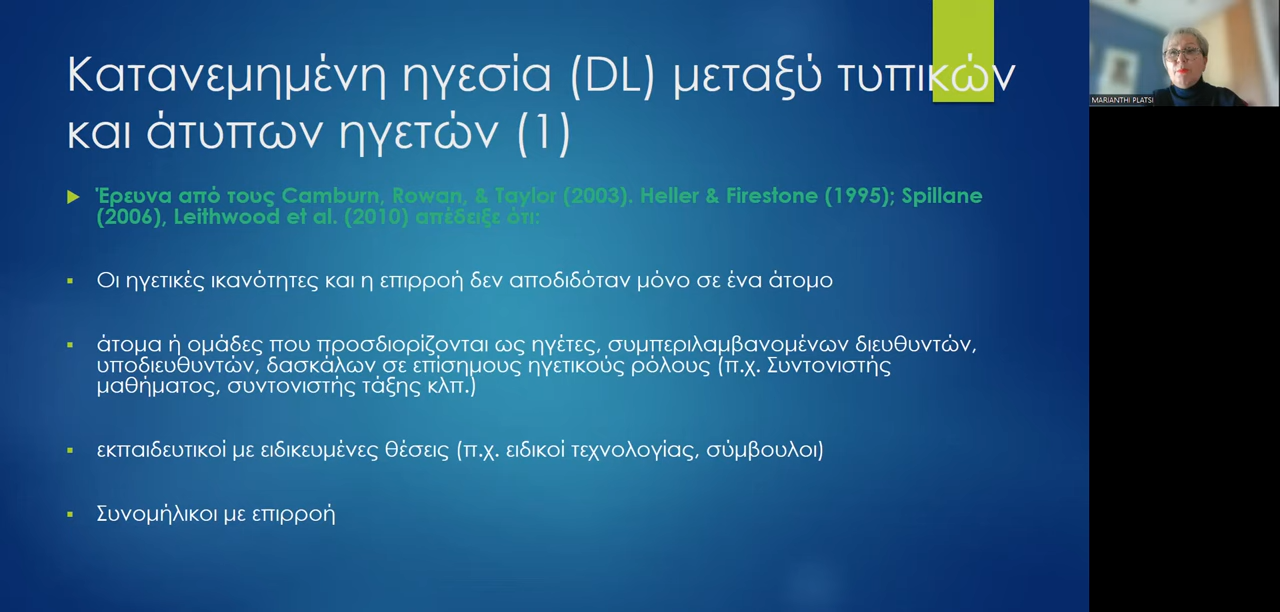 Κατανεμημένη ηγεσία (DL) μεταξύ τυπικών
και άτυπων ηγετών (1)
Έρευνα από τους Camburn, Rowan, & Taylor (2003). Heller & Firestone (1995); Spillane
(2006), Leithwood et al. (2010) απέδειξε ότι:
Οι ηγετικές ικανότητες και η επιρροή δεν αποδιδόταν μόνο σε ένα άτομο
άτομα ή ομάδες που προσδιορίζονται ως ηγέτες, συμπεριλαμβανομένων διευθυντών,
υποδιευθυντών, δασκάλων σε επίσημους ηγετικούς ρόλους (π.χ. Συντονιστής
μαθήματος, συντονιστής τάξης κλπ.)
εκπαιδευτικοί με ειδικευμένες θέσεις (π.χ. ειδικοί τεχνολογίας, σύμβουλοι)
Συνομήλικοι με επιρροή
MARIANTHI PLATSI